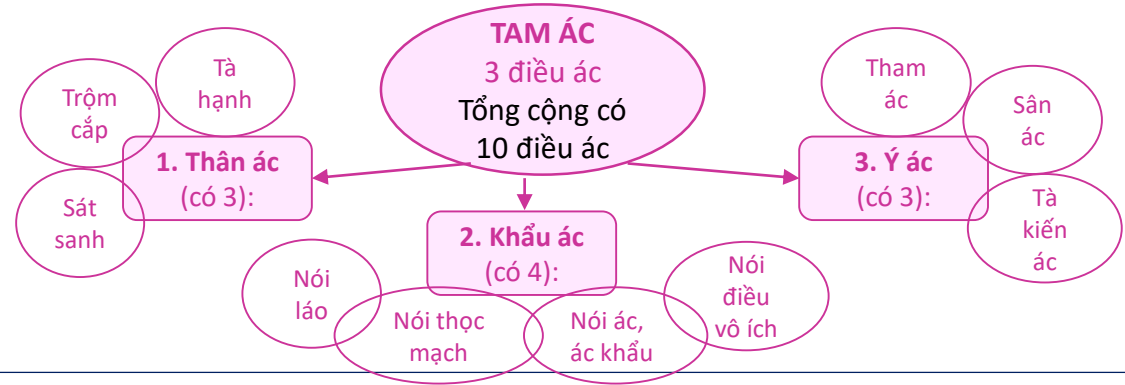 TAM ÁC
3 điều ác
Tổng cộng có
10 điều ác
1. Thân ác
(có 3):
Sát
sanh
Trộm
cắp
Tà
hạnh
2. Khẩu ác
(có 4):
Nói
láo
Nói thọc
mạch
Nói ác,
ác khẩu
Nói
điều
vô ích
3. Ý ác
(có 3):
Tham
ác
Sân
ác
Tà
kiến
ác